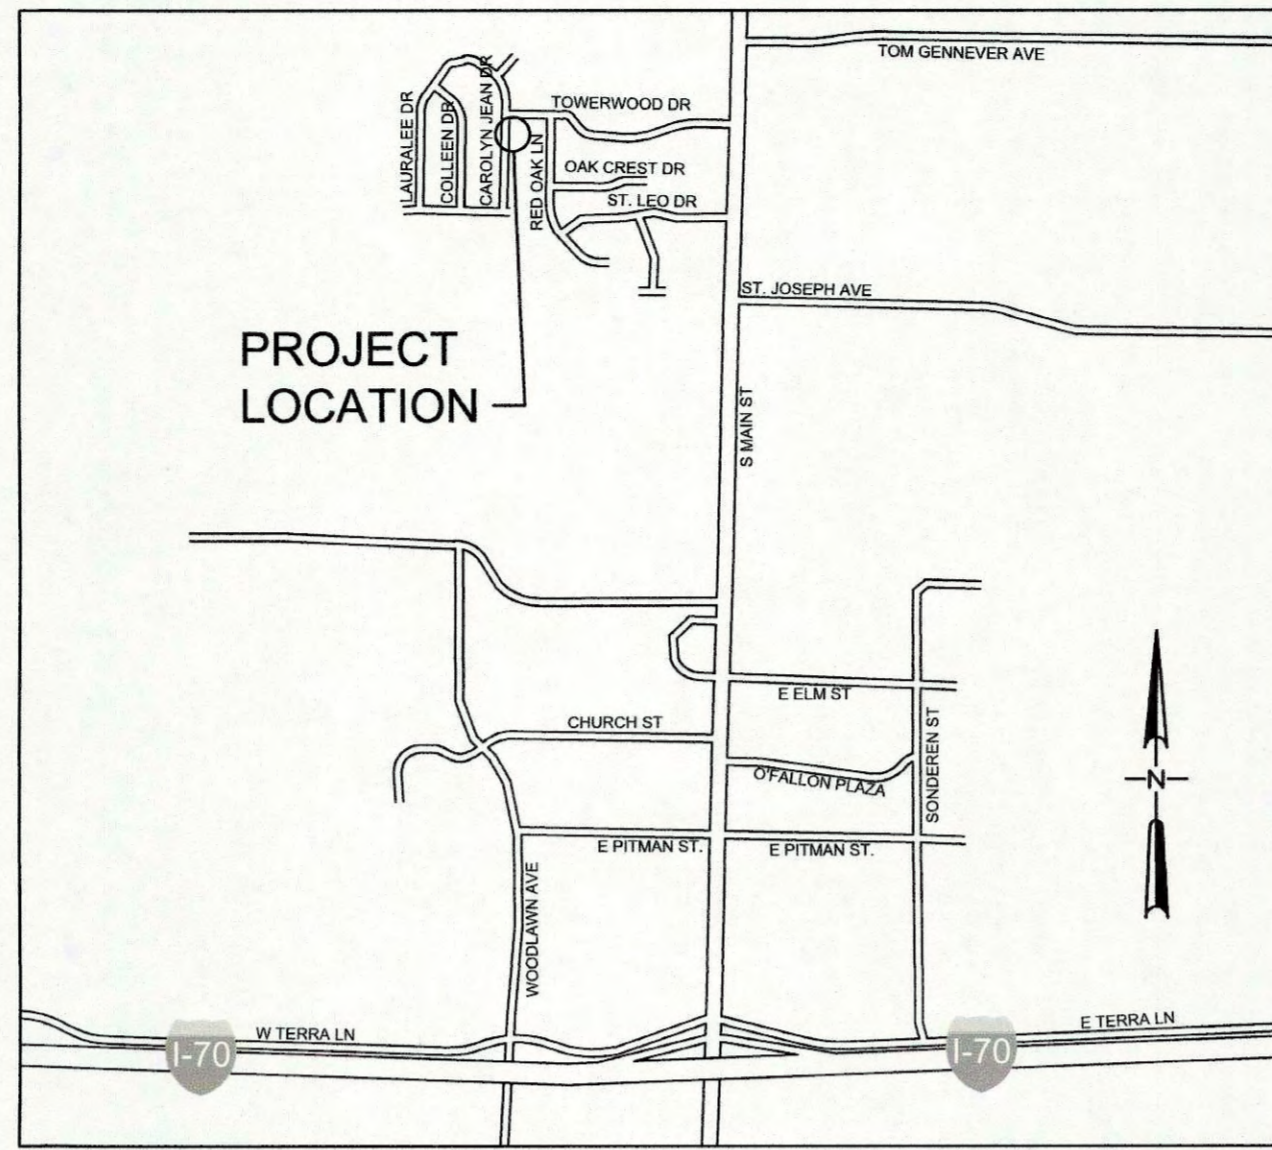 TOM GENNEVER AVE
TOWERWOOD DR
LAURALEE DR
COLLEEN DR
CAROLYN JEAN DR
RED OAK LN
OAK CREST DR
ST. LEO DR
ST. JOSEPH AVE
PROJECT
LOCATION
S MAIN ST
E ELM ST
CHURCH ST
SONDEREN ST
O'FALLON PLAZA
N
E PITMAN ST.
E PITMAN ST.
WOODLAWN AVE
W TERRA LN
E TERRA LN
I-70
I-70